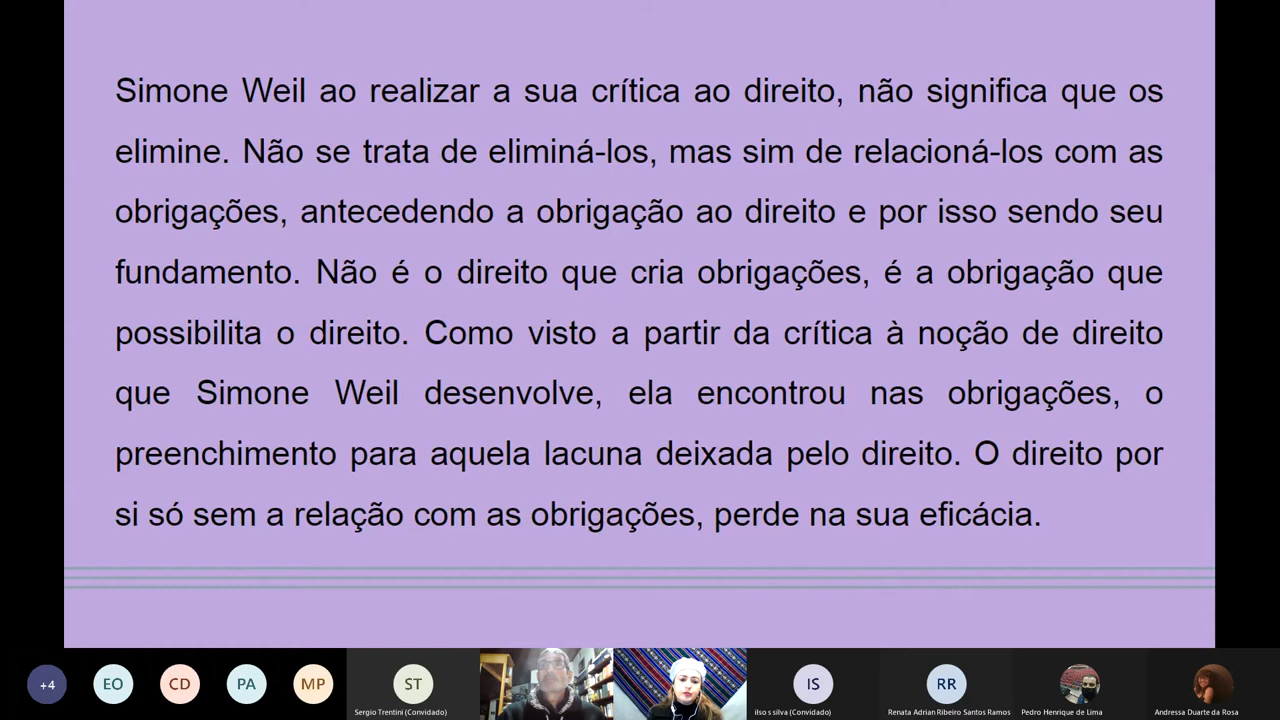 Simone Weil ao realizar a sua crítica ao direito, não significa que os
elimine. Não se trata de eliminá-los, mas sim de relacioná-los com as
obrigações, antecedendo a obrigação ao direito e por isso sendo seu
fundamento. Não é o direito que cria obrigações, é a obrigação que
possibilita o direito. Como visto a partir da crítica à noção de direito
que Simone Weil desenvolve, ela encontrou nas obrigações, o
preenchimento para aquela lacuna deixada pelo direito. O direito por
si só sem a relação com as obrigações, perde na sua eficácia.
+4 EO CD PA MP ST IS RR
Sergio Trentini (Convidado) ilso s silva (Convidado) Renata Adrian Ribeiro Santos Ramos Pedro Henrique de Lima Andressa Duarte da Rosa